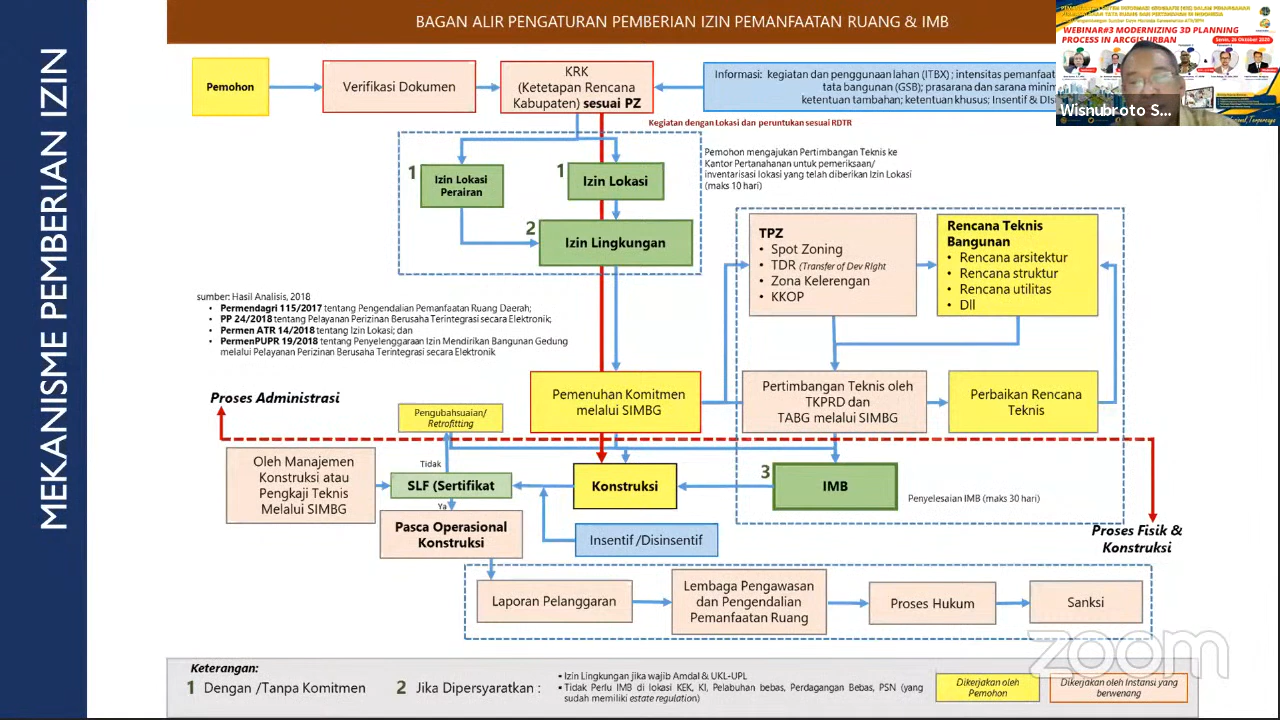 BAGAN ALIR PENGATURAN PEMBERIAN IZIN PEMANFAATAN RUANG & IMB
MEKANISME PEMBERIAN IZIN
WEBINAR#3 MODERNIZING 3D PLANNING
PROCESS IN ARCGIS URBAN
Senin, 26 Oktober 2020
Wisnubroto S...
Pemohon
Verifikasi Dokumen
KRK
(Ketetapan Rencana
Kabupaten) sesuai PZ
Informasi: kegiatan dan penggunaan lahan (ITBX) ; intensitas pemanfaat
tata bangunan (GSB); prasarana dan sarana minim
ketentuan tambahan; ketentuan khusus; Insentif & DIs
Kegiatan dengan Lokasi dan peruntukan sesuai RDTR
1
Izin Lokasi
Perairan
1
Izin Lokasi
2
Izin Lingkungan
Pemohon mengajukan Pertimbangan Teknis ke
Kantor Pertanahanan untuk pemeriksaan/
inventarisasi lokasi yang telah diberikan Izin Lokasi
(maks 10 hari)
TPZ
• Spot Zoning
• TDR (Transfer of Dev RIght
• Zona Kelerengan
• KKOP
Rencana Teknis
Bangunan
• Rencana arsitektur
• Rencana struktur
• Rencana utilitas
• Dll
sumber: Hasil Analisis, 2018
• Permendagri 115/2017 tentang Pengendalian Pemanfaatan Ruang Daerah;
• PP 24/2018 tentang Pelayanan Perizinan Berusaha Terintegrasi secara Elektronik;
• Permen ATR 14/2018 tentang Izin Lokasi; dan
• PermenPUPR 19/2018 tentang Penyelenggaraan Izin Mendirikan Bangunan Gedung
melalui Pelayanan Perizinan Berusaha Terintegrasi secara Elektronik
Proses Administrasi
Pengubahsuaian/
Retrofitting
Pemenuhan Komitmen
melalui SIMBG
Pertimbangan Teknis oleh
TKPRD dan
TABG melalui SIMBG
Perbaikan Rencana
Teknis
Oleh Manajemen
Konstruksi atau
Pengkaji Teknis
Melalui SIMBG
Tidak
SLF (Sertifikat
Ya
Konstruksi
3
IMB
Penyelesaian IMB (maks 30 hari)
Pasca Operasional
Konstruksi
Insentif /Disinsentif
Proses Fisik &
Konstruksi
Laporan Pelanggaran
Lembaga Pengawasan
dan Pengendalian
Pemanfaatan Ruang
Proses Hukum
Sanksi
zoom
Keterangan:
1 Dengan /Tanpa Komitmen
2 Jika Dipersyaratkan :
• Izin Lingkungan jika wajib Amdal & UKL-UPL
• Tidak Perlu IMB di lokasi KEK, KI, Pelabuhan bebas, Perdagangan Bebas, PSN (yang
sudah memiliki estate regulation)
Dikerjakan oleh
Pemohon
Dikerjakan oleh Instansi yang
berwenang